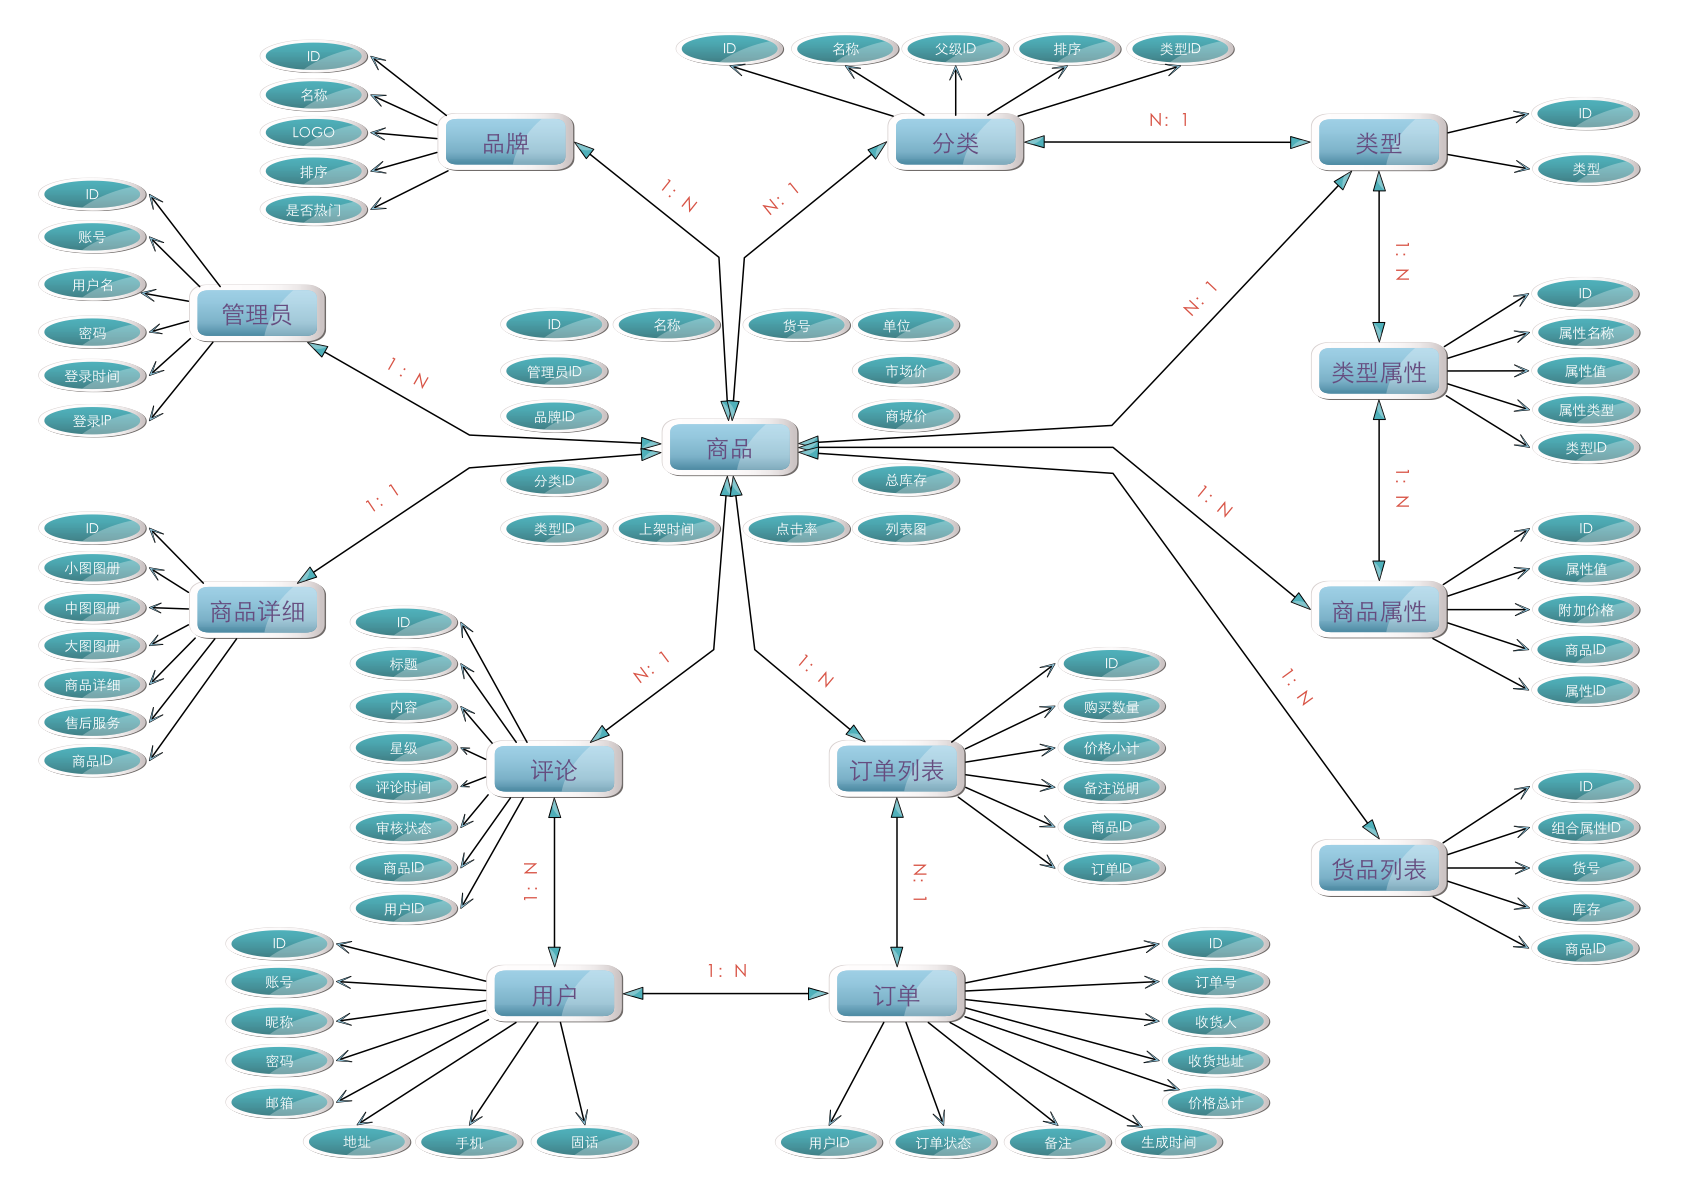 ID
名称
LOGO
排序
是否热门
品牌
ID
名称
父级ID
排序
类型ID
分类
N: 1
类型
ID
类型
1: N
N: 1
1: N
N: 1
ID
账号
用户名
密码
登录时间
登录IP
管理员
1: N
ID
名称
货号
单位
管理员ID
市场价
品牌ID
商城价
商品
分类ID
总库存
类型ID
上架时间
点击率
列表图
类型属性
ID
属性名称
属性值
属性类型
类型ID
1: N
1: N
1: 1
ID
小图图册
中图图册
大图图册
商品详细
售后服务
商品ID
商品详细
商品属性
ID
属性值
附加价格
商品ID
属性ID
N: 1
1: N
1: N
ID
标题
内容
星级
评论时间
审核状态
商品ID
用户ID
评论
订单列表
ID
购买数量
价格小计
备注说明
商品ID
订单ID
货品列表
ID
组合属性ID
货号
库存
商品ID
N: 1
N: 1
ID
账号
昵称
密码
邮箱
地址
手机
固话
用户
1: N
订单
ID
订单号
收货人
收货地址
价格总计
用户ID
订单状态
备注
生成时间